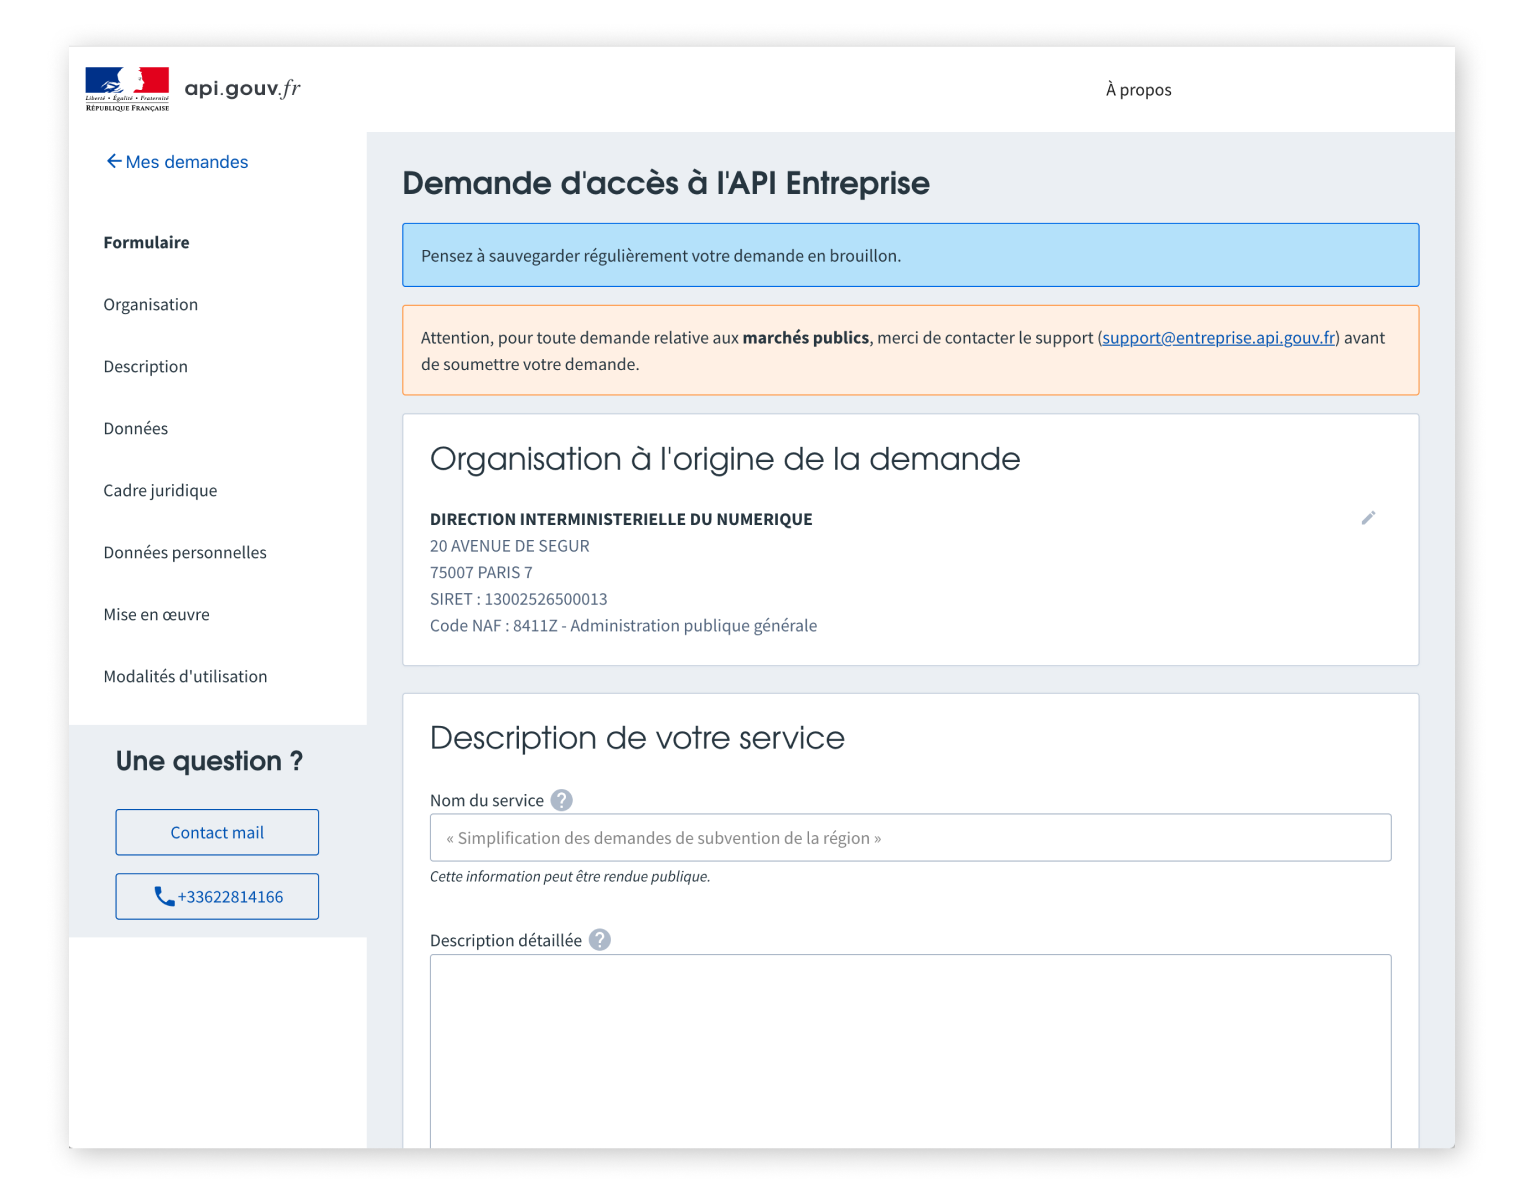 Liberté • Égalité • Fraternité
RÉPUBLIQUE FRANÇAISE
api.gouv.fr
À propos
Mes demandes
Formulaire
Organisation
Description
Données
Cadre juridique
Données personnelles
Mise en œuvre
Modalités d'utilisation
Une question ?
Contact mail
+33622814166
Demande d'accès à l'API Entreprise
Pensez à sauvegarder régulièrement votre demande en brouillon.
Attention, pour toute demande relative aux marchés publics, merci de contacter le support (support@entreprise.api.gouv.fr) avant
de soumettre votre demande.
Organisation à l'origine de la demande
DIRECTION INTERMINISTERIELLE DU NUMERIQUE
20 AVENUE DE SEGUR
75007 PARIS 7
SIRET : 13002526500013
Code NAF : 8411Z - Administration publique générale
Description de votre service
Nom du service ?
« Simplification des demandes de subvention de la région »
Cette information peut être rendue publique.
Description détaillée ?